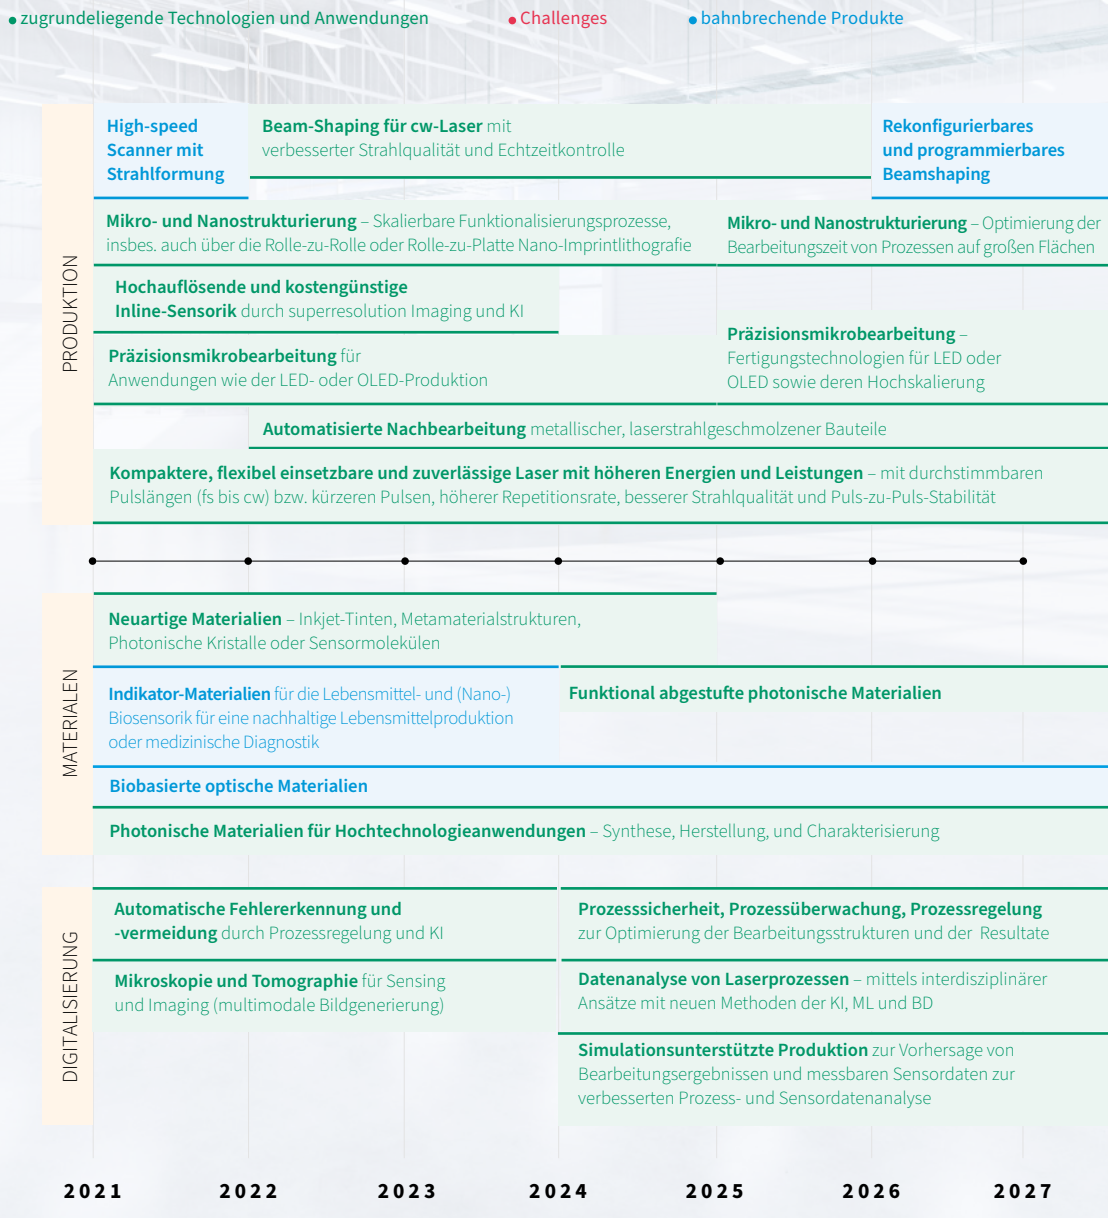 zugrundeliegende Technologien und Anwendungen
Challenges
bahnbrechende Produkte
PRODUKTION
High-speed
Scanner mit
Strahlformung
Beam-Shaping für cw-Laser mit
verbesserter Strahlqualität und Echtzeitkontrolle
Rekonfigurierbares
und programmierbares
Beamshaping
Mikro- und Nanostrukturierung – Skalierbare Funktionalisierungsprozesse,
insbes. auch über die Rolle-zu-Rolle oder Rolle-zu-Platte Nano-Imprintlithografie
Mikro- und Nanostrukturierung – Optimierung der
Bearbeitungszeit von Prozessen auf großen Flächen
Hochauflösende und kostengünstige
Inline-Sensorik durch superresolution Imaging und KI
Präzisionsmikrobearbeitung für
Anwendungen wie der LED- oder OLED-Produktion
Präzisionsmikrobearbeitung –
Fertigungstechnologien für LED oder
OLED sowie deren Hochskalierung
Automatisierte Nachbearbeitung metallischer, laserstrahlgeschmolzener Bauteile
Kompaktere, flexibel einsetzbare und zuverlässige Laser mit höheren Energien und Leistungen – mit durchstimmbaren
Pulslängen (fs bis cw) bzw. kürzeren Pulsen, höherer Repetitionsrate, besserer Strahlqualität und Puls-zu-Puls-Stabilität
MATERIALEN
Neuartige Materialien – Inkjet-Tinten, Metamaterialstrukturen,
Photonische Kristalle oder Sensormolekülen
Indikator-Materialien für die Lebensmittel- und (Nano-)
Biosensorik für eine nachhaltige Lebensmittelproduktion
oder medizinische Diagnostik
Funktional abgestufte photonische Materialien
Biobasierte optische Materialien
Photonische Materialien für Hochtechnologieanwendungen – Synthese, Herstellung, und Charakterisierung
DIGITALISIERUNG
Automatische Fehlererkennung und
-vermeidung durch Prozessregelung und KI
Prozesssicherheit, Prozessüberwachung, Prozessregelung
zur Optimierung der Bearbeitungsstrukturen und der Resultate
Mikroskopie und Tomographie für Sensing
und Imaging (multimodale Bildgenerierung)
Datenanalyse von Laserprozessen – mittels interdisziplinärer
Ansätze mit neuen Methoden der KI, ML und BD
Simulationsunterstützte Produktion zur Vorhersage von
Bearbeitungsergebnissen und messbaren Sensordaten zur
verbesserten Prozess- und Sensordatenanalyse
2021 2022 2023 2024 2025 2026 2027